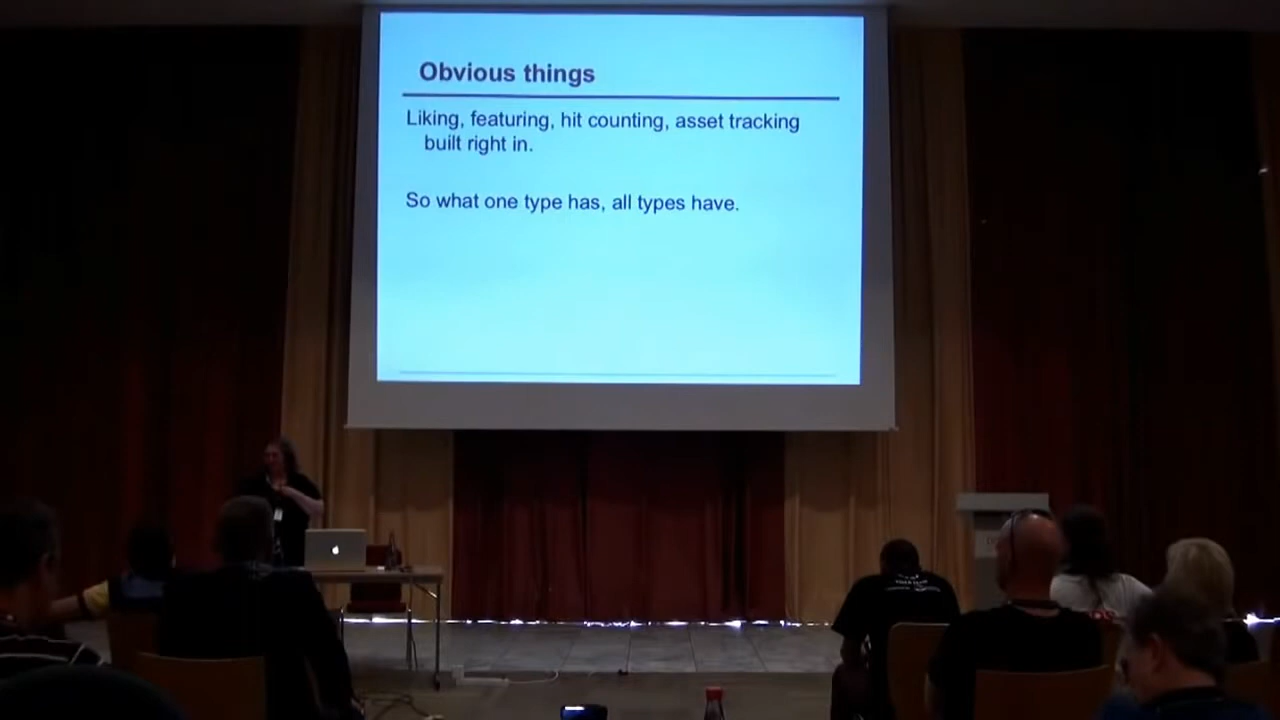 Obvious things
Liking, featuring, hit counting, asset tracking
built right in.
So what one type has, all types have.